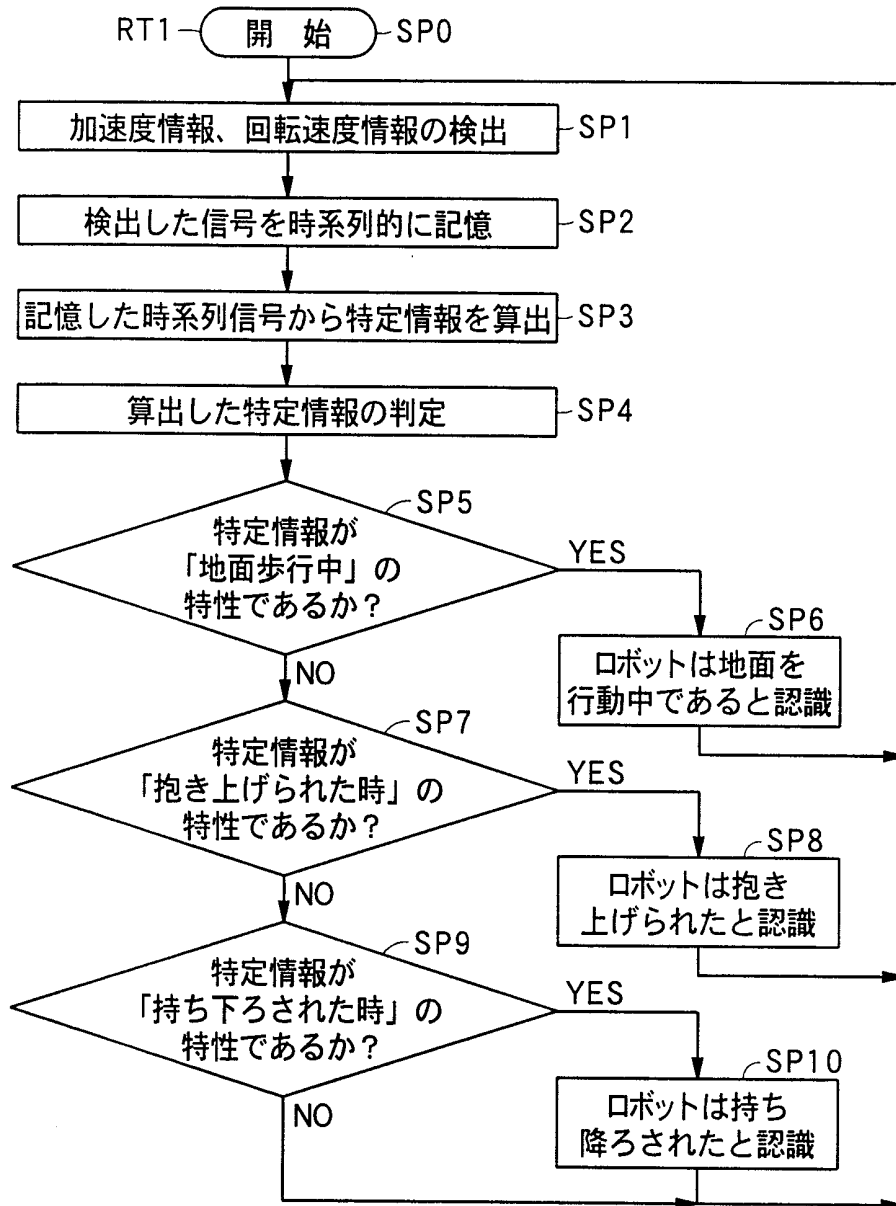 RT1 開 始 SP0
加速度情報、回転速度情報の検出 SP1
検出した信号を時系列的に記憶 SP2
記憶した時系列信号から特定情報を算出 SP3
算出した特定情報の判定 SP4
SP5
特定情報が
「地面歩行中」の
特性であるか？
YES
NO
SP6
ロボットは地面を
行動中であると認識
SP7
特定情報が
「抱き上げられた時」の
特性であるか？
YES
NO
SP8
ロボットは抱き
上げられたと認識
SP9
特定情報が
「持ち下ろされた時」の
特性であるか？
YES
NO
SP10
ロボットは持ち
降ろされたと認識